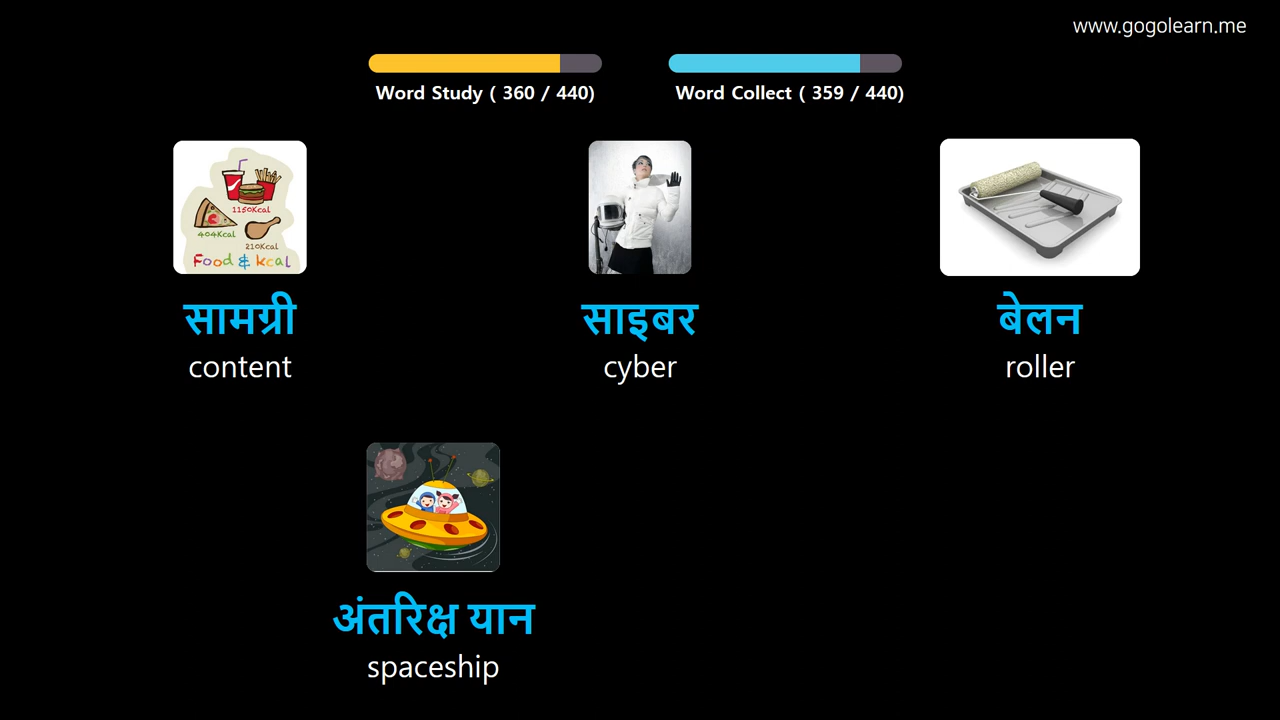 www.gogolearn.me
Word Study ( 360 / 440)
Word Collect ( 359 / 440)
1150Kcal
404Kcal
210Kcal
Food & kcal
सामग्री
content
साइबर
cyber
बेलन
roller
अंतरिक्ष यान
spaceship